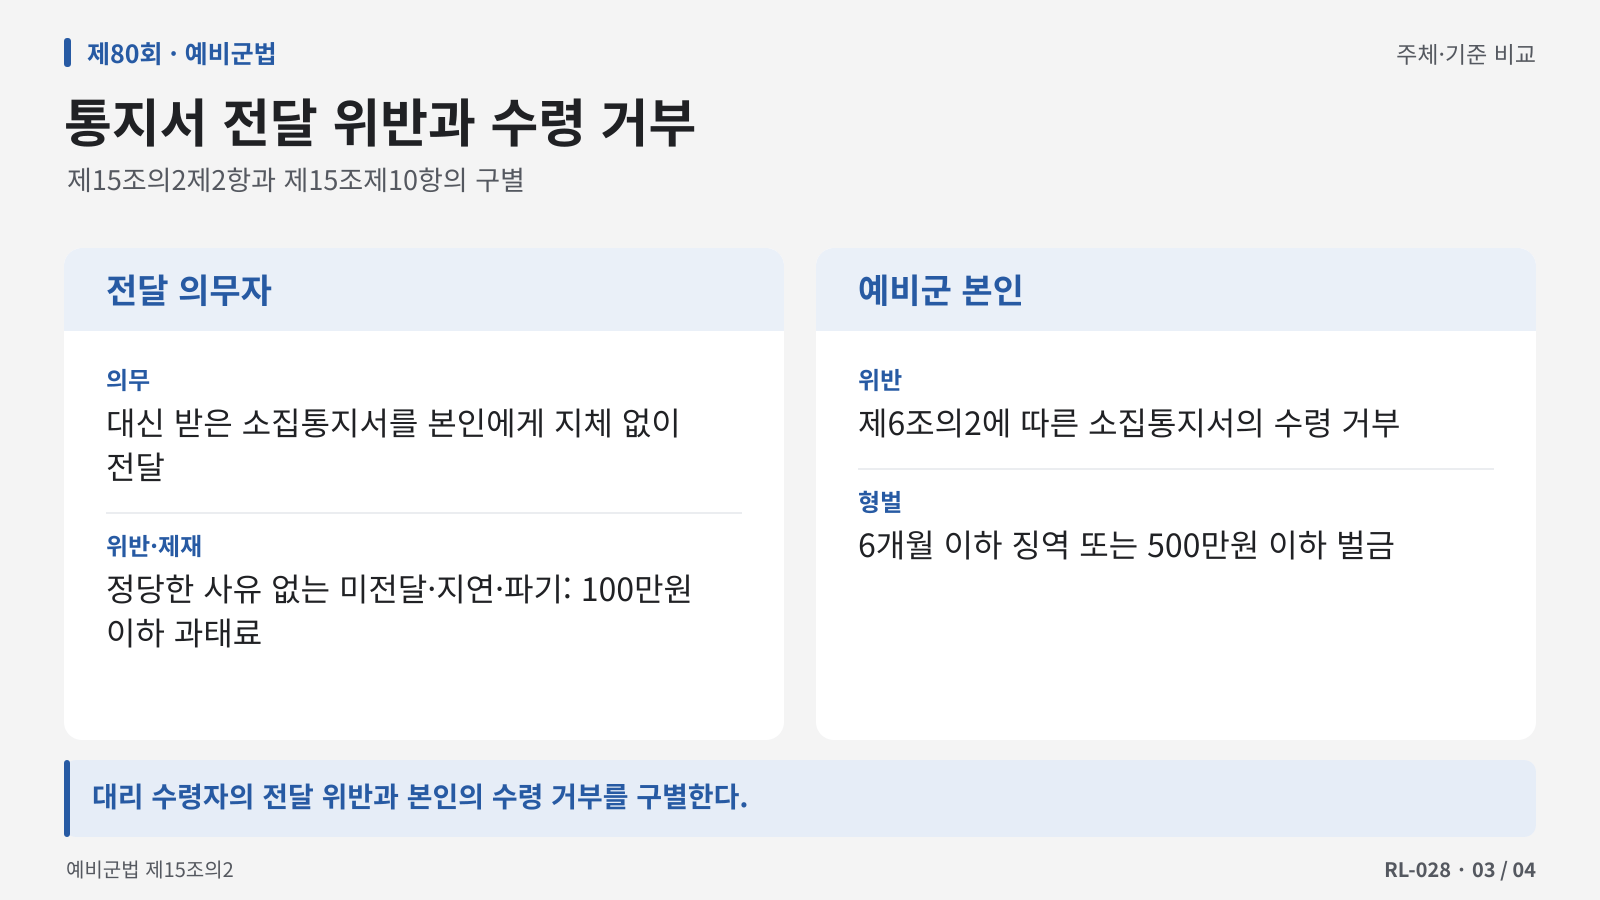 제80회 · 예비군법
주체·기준 비교
통지서 전달 위반과 수령 거부
제15조의2제2항과 제15조제10항의 구별
전달 의무자
의무
대신 받은 소집통지서를 본인에게 지체 없이
전달
위반·제재
정당한 사유 없는 미전달·지연·파기: 100만원
이하 과태료
예비군 본인
위반
제6조의2에 따른 소집통지서의 수령 거부
형벌
6개월 이하 징역 또는 500만원 이하 벌금
대리 수령자의 전달 위반과 본인의 수령 거부를 구별한다.
예비군법 제15조의2
RL-028 · 03 / 04